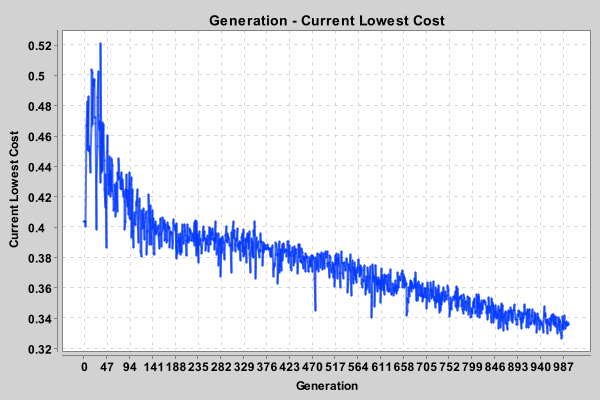 Generation - Current Lowest Cost
Current Lowest Cost
0.52
0.5
0.48
0.46
0.44
0.42
0.4
0.38
0.36
0.34
0.32
0 47 94 141 188 235 282 329 376 423 470 517 564 611 658 705 752 799 846 893 940 987
Generation